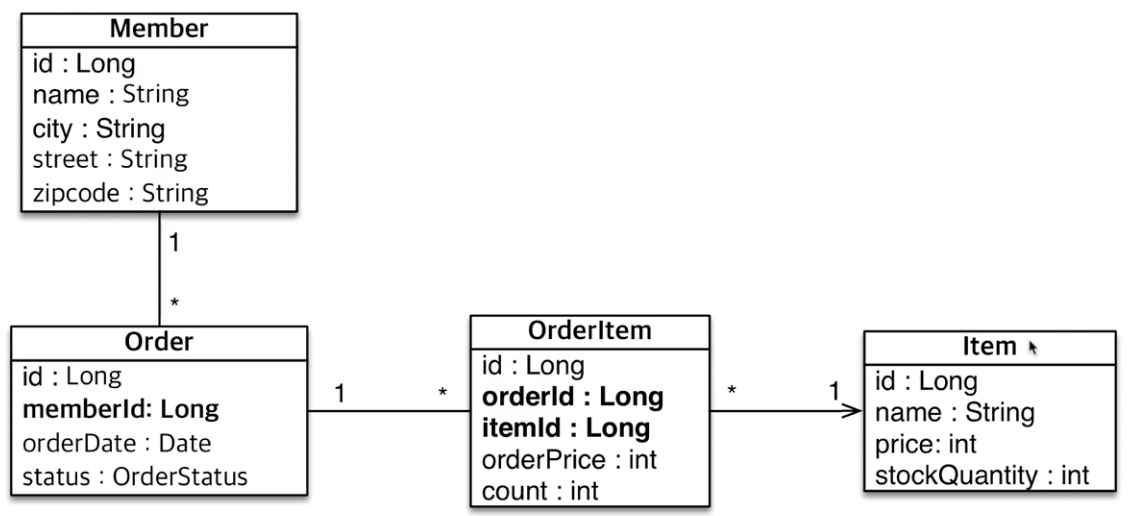 Member
id : Long
name : String
city : String
street : String
zipcode : String
1
*
Order
id : Long
memberId: Long
orderDate : Date
status : OrderStatus
1
*
OrderItem
id : Long
orderId : Long
itemId : Long
orderPrice : int
count : int
*
1
Item
id : Long
name : String
price: int
stockQuantity : int